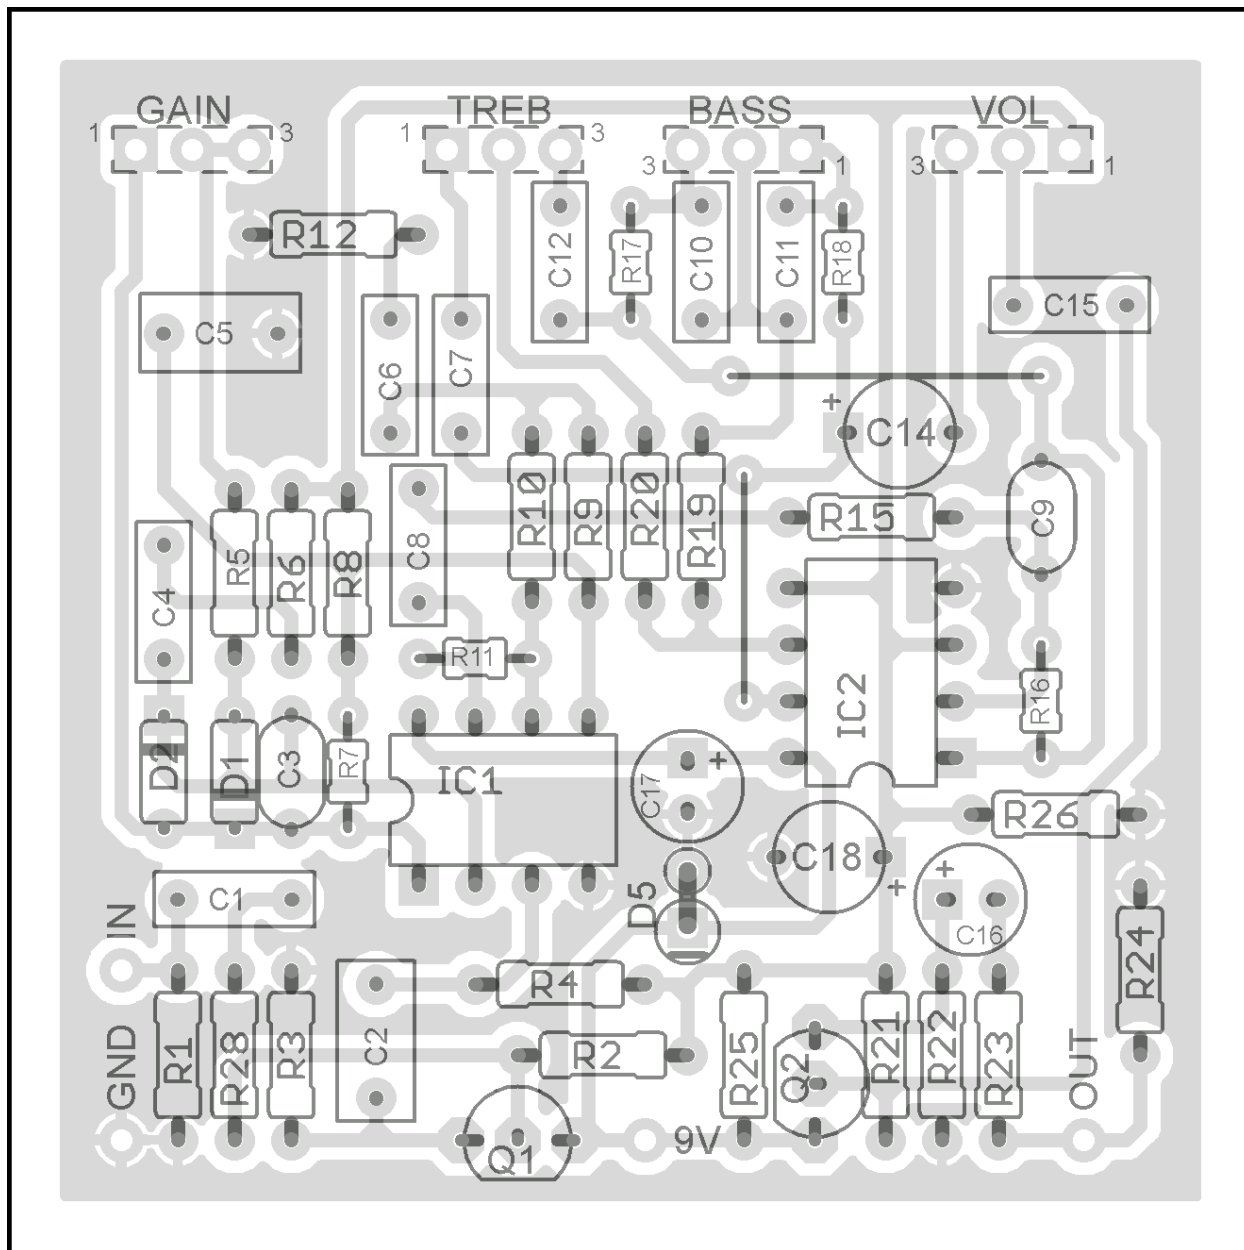 GAIN TREB BASS VOL
1 3 1 3 3 1 3 1
R12
C12 R17 C10 C11 R18
C5 C6 C7 C15
C14
R10 R9 R20 R19 R15 C9
C4 R5 R6 R8 C8
R11
IC2 R16
D2 D1 C3 R7 IC1 C17 +
R26
C18 +
IN C1 D5 + C16
R4 R24
GND R1 R28 R3 C2 R2 R25 Q2 R21 R22 R23 OUT
Q1 9V
+